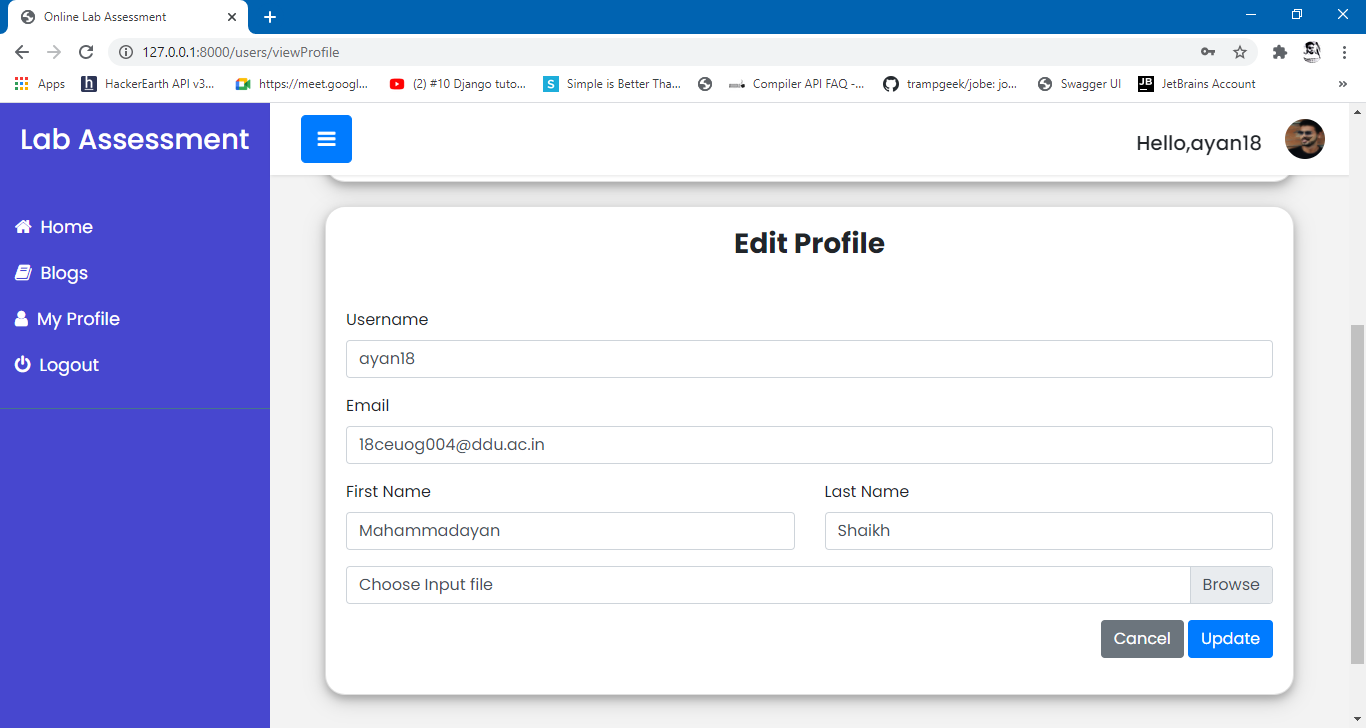 Online Lab Assessment
127.0.0.1:8000/users/viewProfile
Apps HackerEarth API v3... https://meet.googl... (2) #10 Django tuto... S Simple is Better Tha... Compiler API FAQ -... trampgeek/jobe: jo... Swagger UI JB JetBrains Account »
Lab Assessment
Hello,ayan18
Home
Blogs
My Profile
Logout
Edit Profile
Username
ayan18
Email
18ceuog004@ddu.ac.in
First Name Last Name
Mahammadayan Shaikh
Choose Input file Browse
Cancel Update